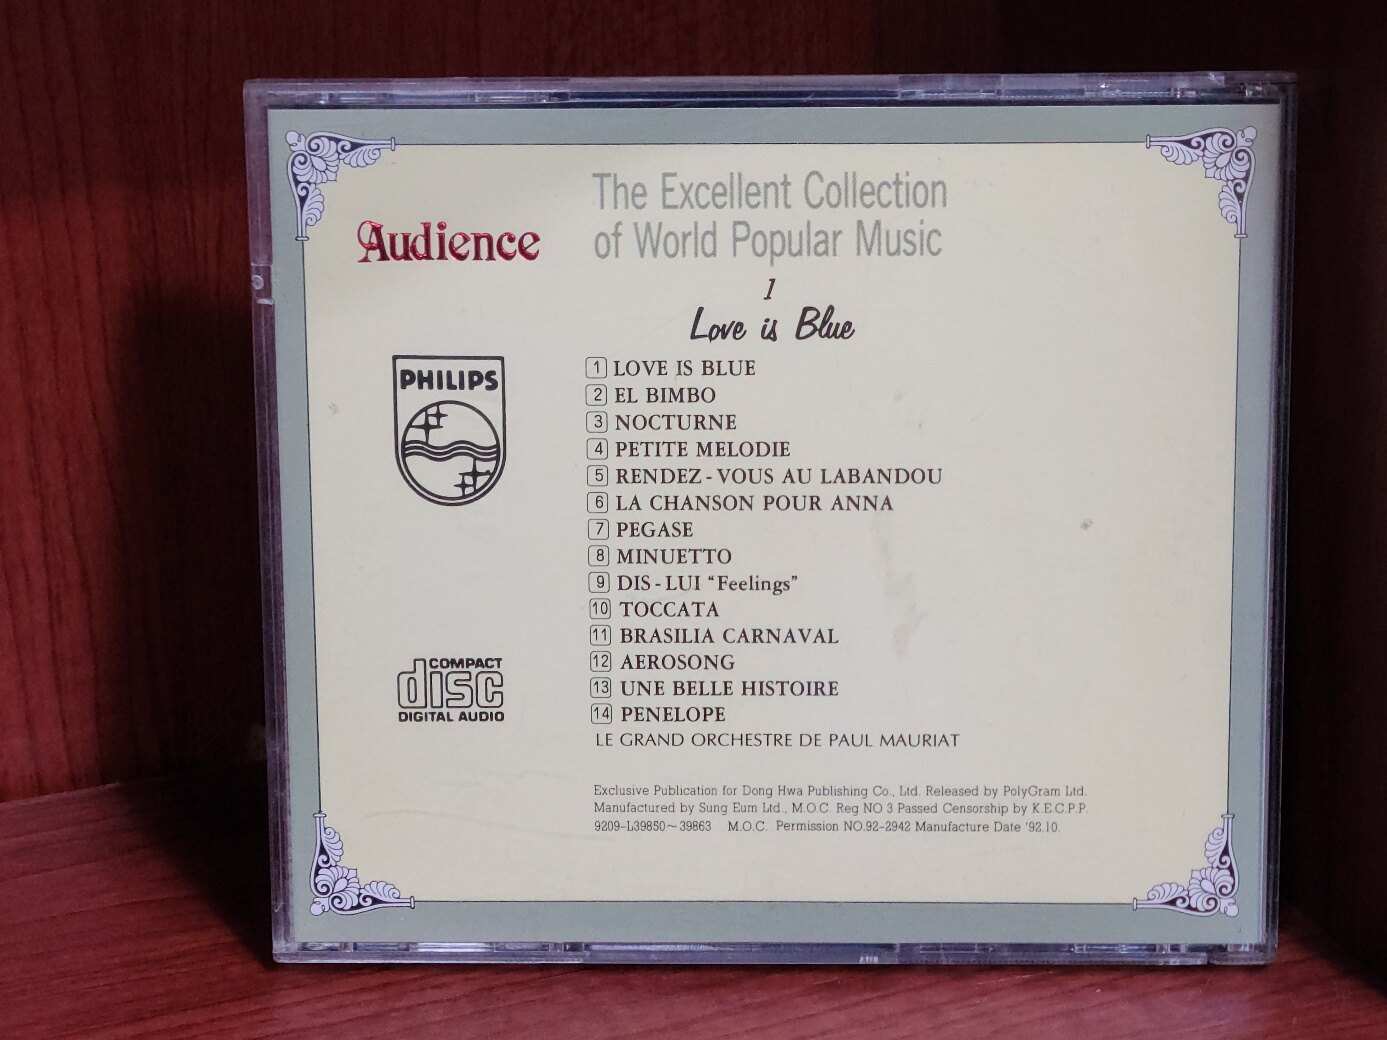 The Excellent Collection
of World Popular Music
Audience
1
Love is Blue
PHILIPS
1 LOVE IS BLUE
2 EL BIMBO
3 NOCTURNE
4 PETITE MELODIE
5 RENDEZ-VOUS AU LABANDOU
6 LA CHANSON POUR ANNA
7 PEGASE
8 MINUETTO
9 DIS-LUI “Feelings”
10 TOCCATA
11 BRASILIA CARNAVAL
12 AEROSONG
13 UNE BELLE HISTOIRE
14 PENELOPE
LE GRAND ORCHESTRE DE PAUL MAURIAT
COMPACT
disc
DIGITAL AUDIO
Exclusive Publication for Dong Hwa Publishing Co., Ltd. Released by PolyGram Ltd.
Manufactured by Sung Eum Ltd., M.O.C. Reg NO 3 Passed Censorship by K.E.C.P.P.
9209-L39850~39863 M.O.C. Permission NO.92-2942 Manufacture Date '92.10.